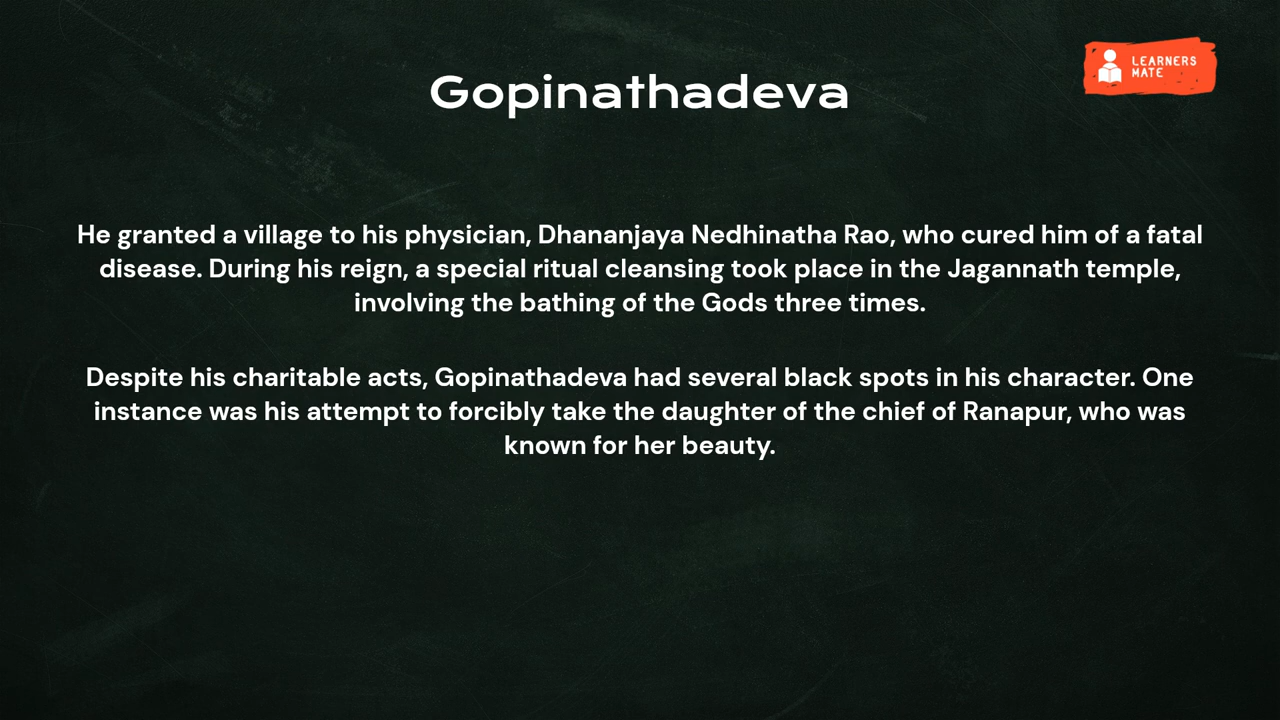 LEARNERS
MATE
Gopinathadeva
He granted a village to his physician, Dhananjaya Nedhinatha Rao, who cured him of a fatal
disease. During his reign, a special ritual cleansing took place in the Jagannath temple,
involving the bathing of the Gods three times.
Despite his charitable acts, Gopinathadeva had several black spots in his character. One
instance was his attempt to forcibly take the daughter of the chief of Ranapur, who was
known for her beauty.